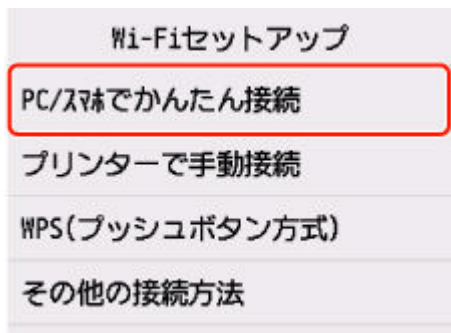 Wi-Fiセットアップ
PC/ｽﾏﾎでかんたん接続
プリンターで手動接続
WPS(プッシュボタン方式)
その他の接続方法